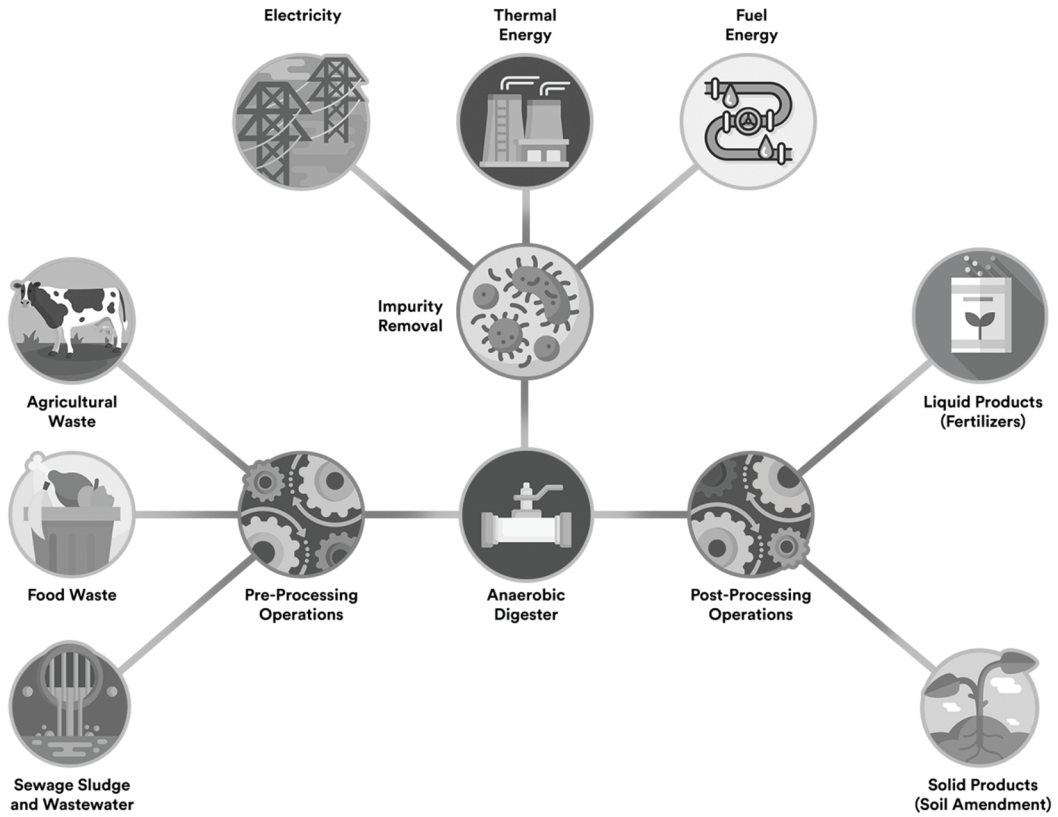 Electricity
Thermal
Energy
Fuel
Energy
Impurity
Removal
Agricultural
Waste
Liquid Products
(Fertilizers)
Food Waste
Pre-Processing
Operations
Anaerobic
Digester
Post-Processing
Operations
Sewage Sludge
and Wastewater
Solid Products
(Soil Amendment)